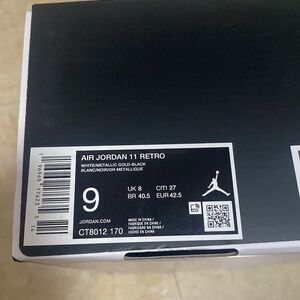 AIR JORDAN 11 RETRO
WHITE/METALLIC GOLD-BLACK
BLANC/NOIR/OR METALLIQUE
9
UK 8 cm 27
BR 40.5 EUR 42.5
JORDAN.COM
CT8012 170
MADE IN CHINA /
FABRIQUE EN CHINE /
FABRICADO NA CHINA /
HECHO EN CHINA